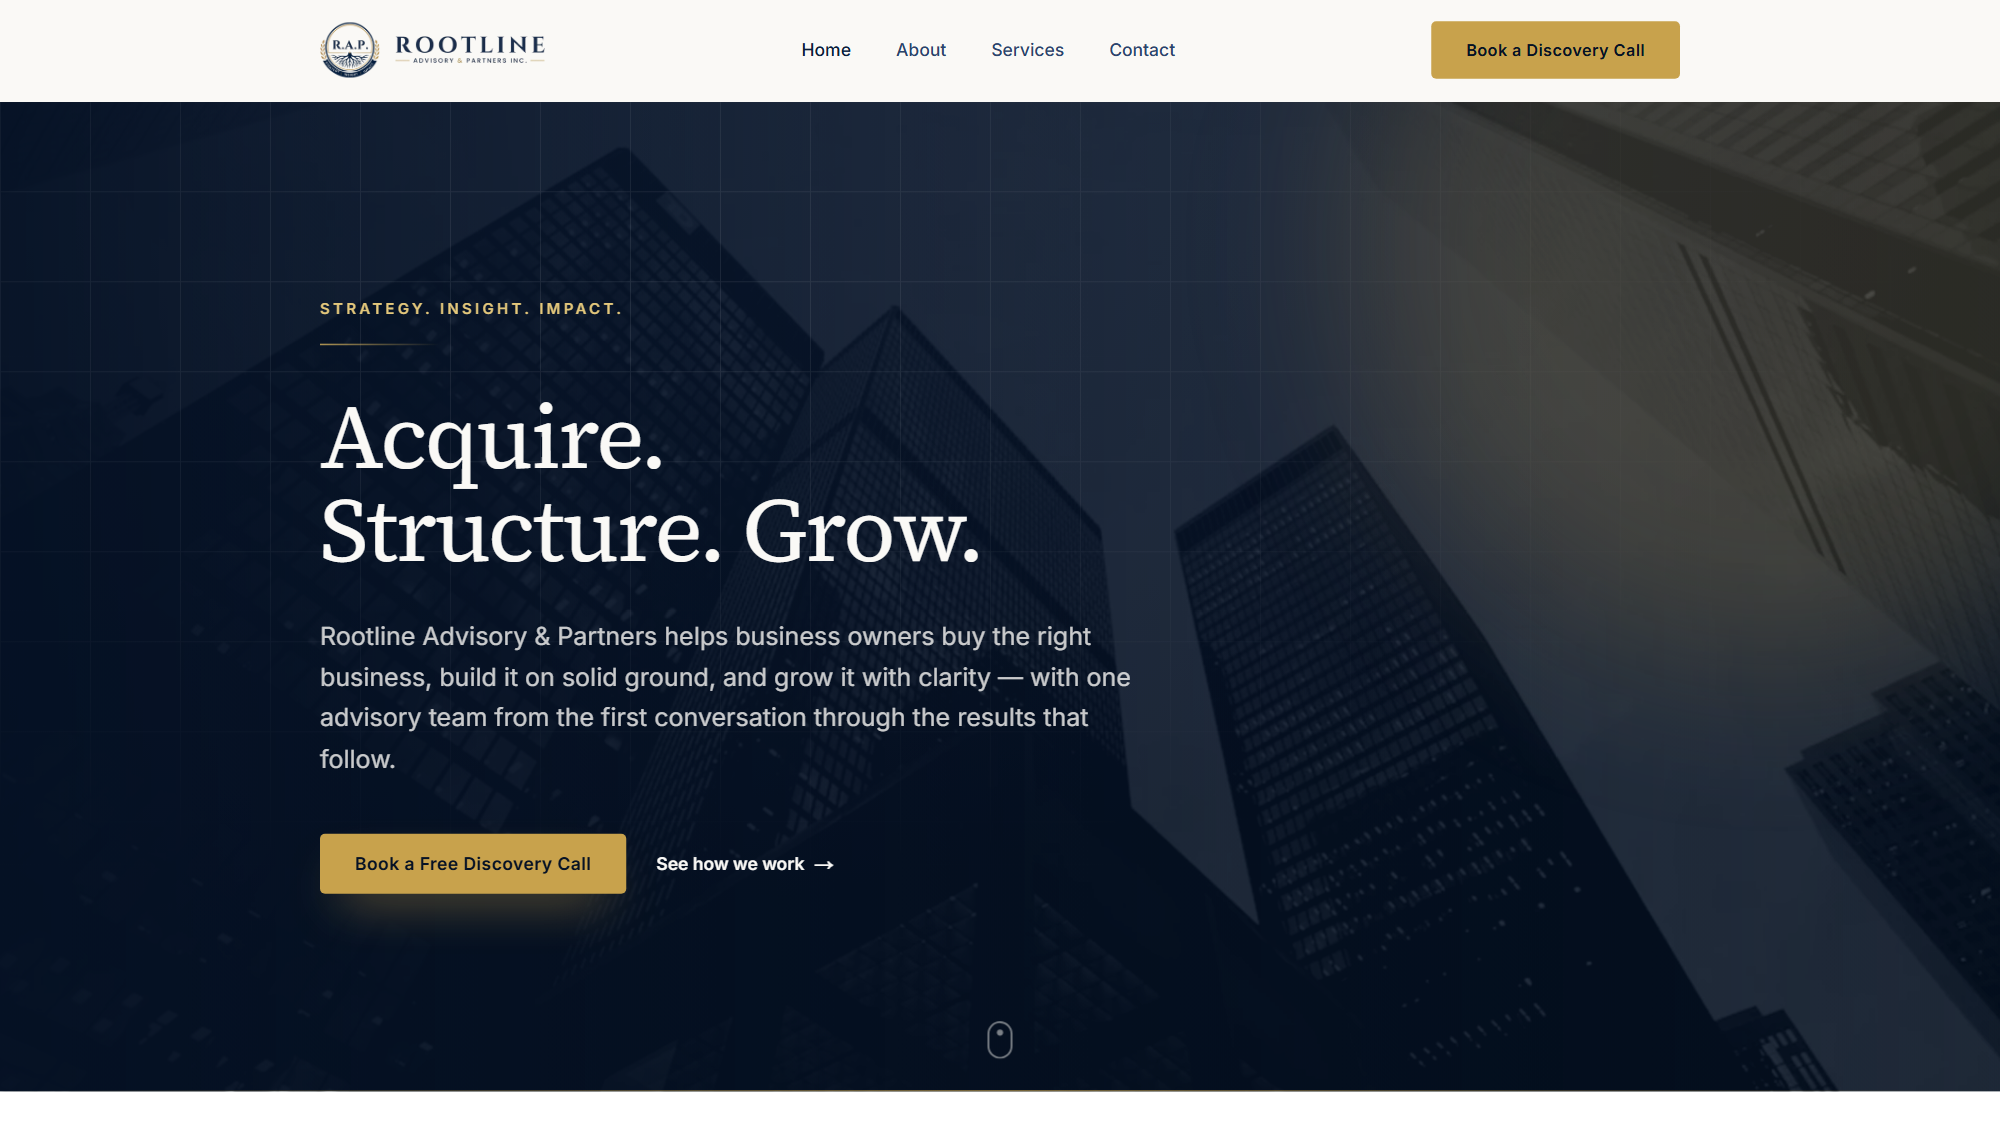 R.A.P.
ROOTLINE
ADVISORY & PARTNERS INC.
Home
About
Services
Contact
Book a Discovery Call
STRATEGY. INSIGHT. IMPACT.
Acquire.
Structure. Grow.
Rootline Advisory & Partners helps business owners buy the right
business, build it on solid ground, and grow it with clarity — with one
advisory team from the first conversation through the results that
follow.
Book a Free Discovery Call
See how we work →